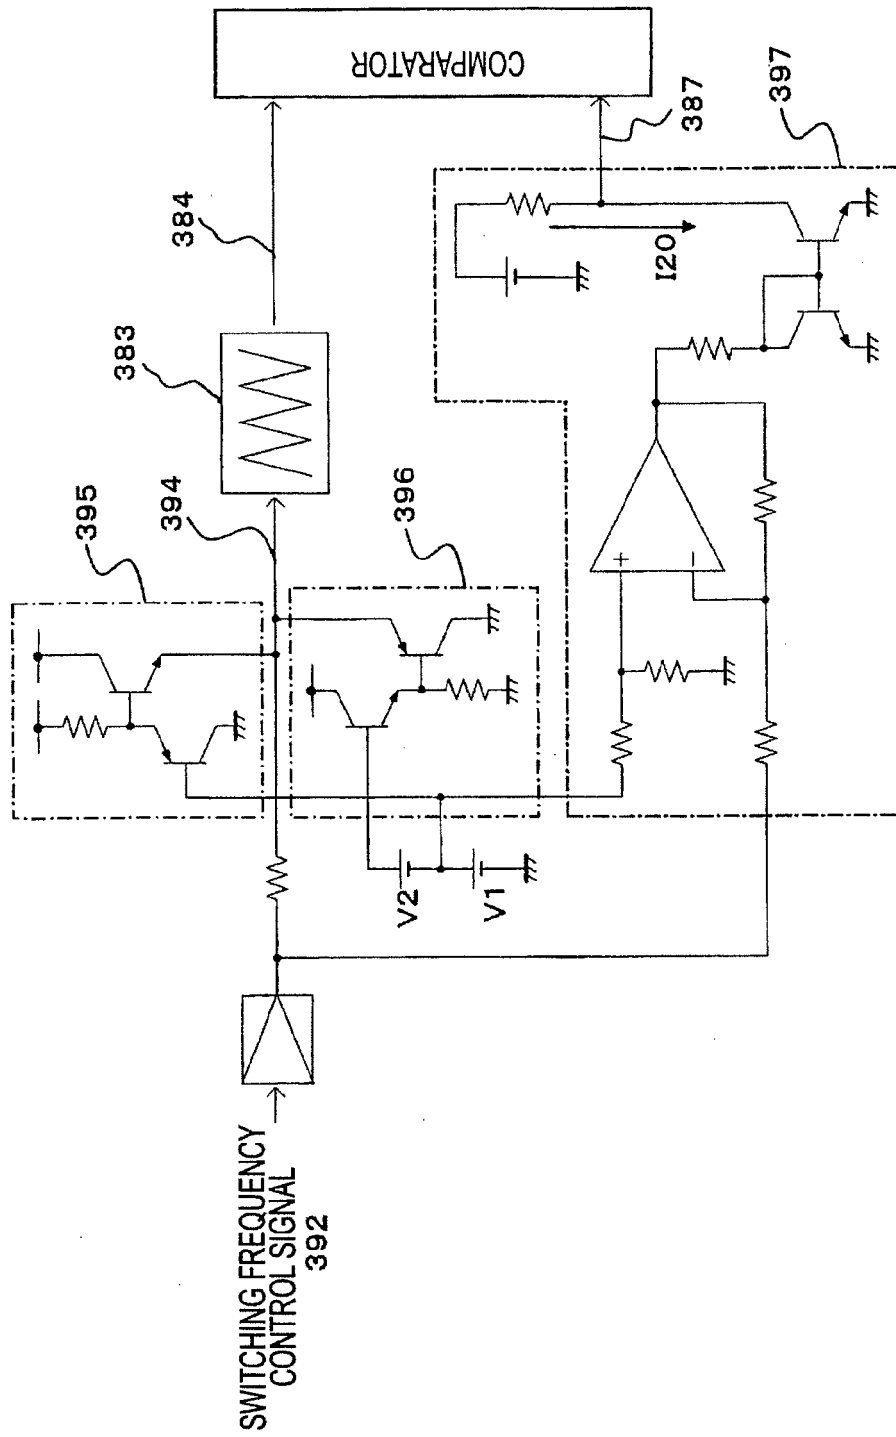 SWITCHING FREQUENCY
CONTROL SIGNAL
392
395
394
383
384
COMPARATOR
396
V2
V1
+
−
I20
387
397